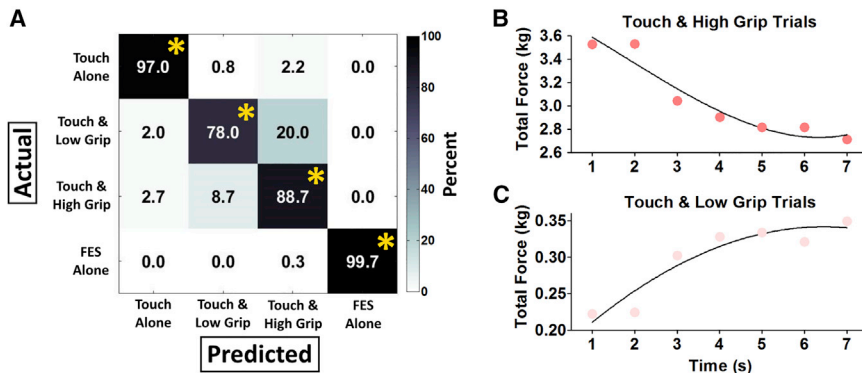 A
Actual
Touch
Alone
97.0 * 0.8 2.2 0.0
Touch &
Low Grip
2.0 78.0 * 20.0 0.0
Touch &
High Grip
2.7 8.7 88.7 * 0.0
FES
Alone
0.0 0.0 0.3 99.7 *
Touch
Alone
Touch &
Low Grip
Touch &
High Grip
FES
Alone
Predicted
100
80
60
40
20
0
Percent
B
Touch & High Grip Trials
Total Force (kg)
3.6
3.4
3.2
3.0
2.8
2.6
1 2 3 4 5 6 7
C
Touch & Low Grip Trials
Total Force (kg)
0.35
0.30
0.25
0.20
1 2 3 4 5 6 7
Time (s)